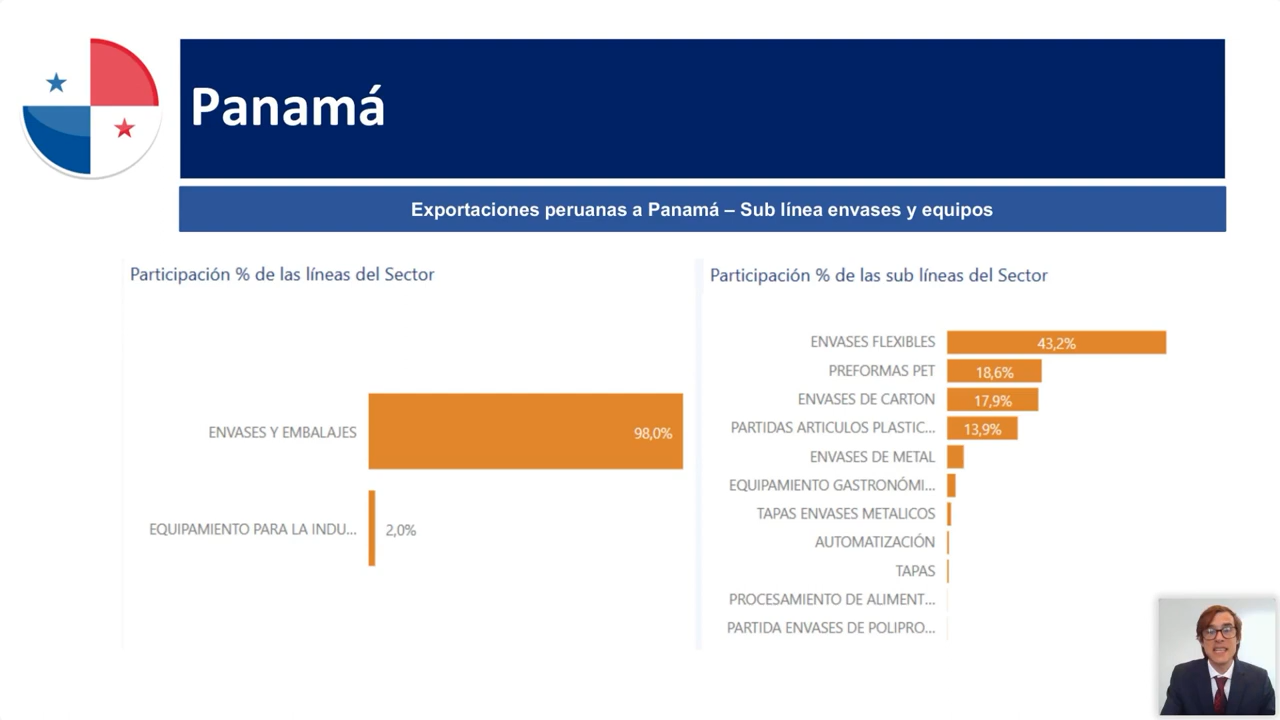 Panamá
Exportaciones peruanas a Panamá – Sub línea envases y equipos
Participación % de las líneas del Sector
ENVASES Y EMBALAJES 98,0%
EQUIPAMIENTO PARA LA INDU... 2,0%
Participación % de las sub líneas del Sector
ENVASES FLEXIBLES 43,2%
PREFORMAS PET 18,6%
ENVASES DE CARTON 17,9%
PARTIDAS ARTICULOS PLASTIC... 13,9%
ENVASES DE METAL
EQUIPAMIENTO GASTRONÓMI...
TAPAS ENVASES METALICOS
AUTOMATIZACIÓN
TAPAS
PROCESAMIENTO DE ALIMENT...
PARTIDA ENVASES DE POLIPRO...